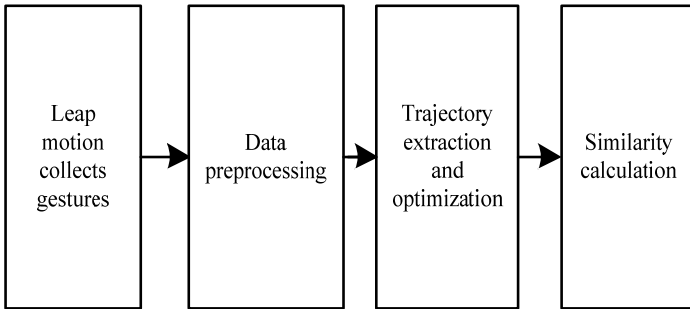 Leap
motion
collects
gestures
Data
preprocessing
Trajectory
extraction
and
optimization
Similarity
calculation